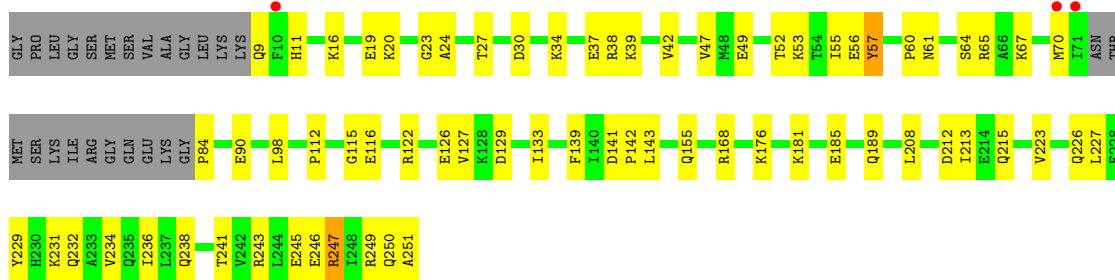 GLY PRO LEU GLY SER MET SER VAL ALA GLY LEU LYS LYS Q9 F10 H11 K16 E19 K20 G23 A24 T27 D30 K34 E37 R38 K39 V42 V47 M48 E49 T52 K53 T54 I55 E56 Y57 P60 N61 S64 R65 A66 K67 M70 I71 ASN THR
MET SER LYS ILE ARG GLY GLN GLU LYS GLY P84 E90 L98 P112 G115 E116 R122 E126 V127 K128 D129 I133 F139 I140 D141 P142 L143 Q155 R168 K176 K181 E185 Q189 L208 D212 I213 E214 Q215 V223 Q226 L227 E228
Y229 H230 K231 Q232 A233 V234 Q235 I236 L237 Q238 T241 V242 R243 L244 E245 E246 R247 I248 R249 Q250 A251